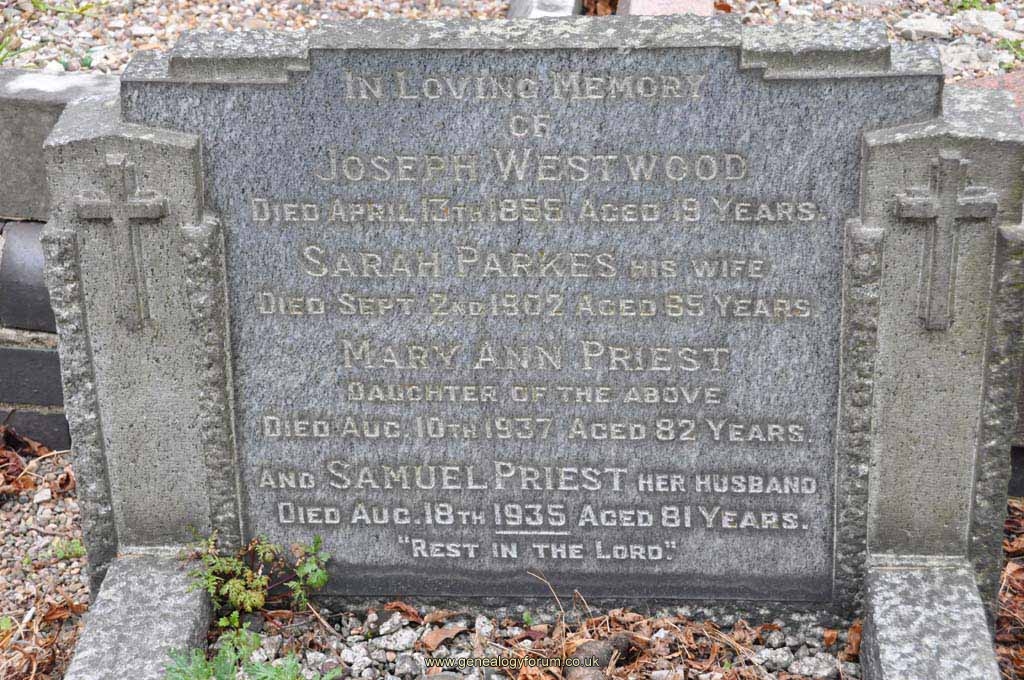 In Loving Memory
of
Joseph Westwood
Died April 13th 1855 Aged 19 Years.
Sarah Parkes his wife
Died Sept. 2nd 1902 Aged 65 Years.
Mary Ann Priest
Daughter of the above
Died Aug. 10th 1937 Aged 82 Years.
and Samuel Priest her husband
Died Aug. 18th 1935 Aged 81 Years.
"Rest in the Lord".
www.genealogyforum.co.uk